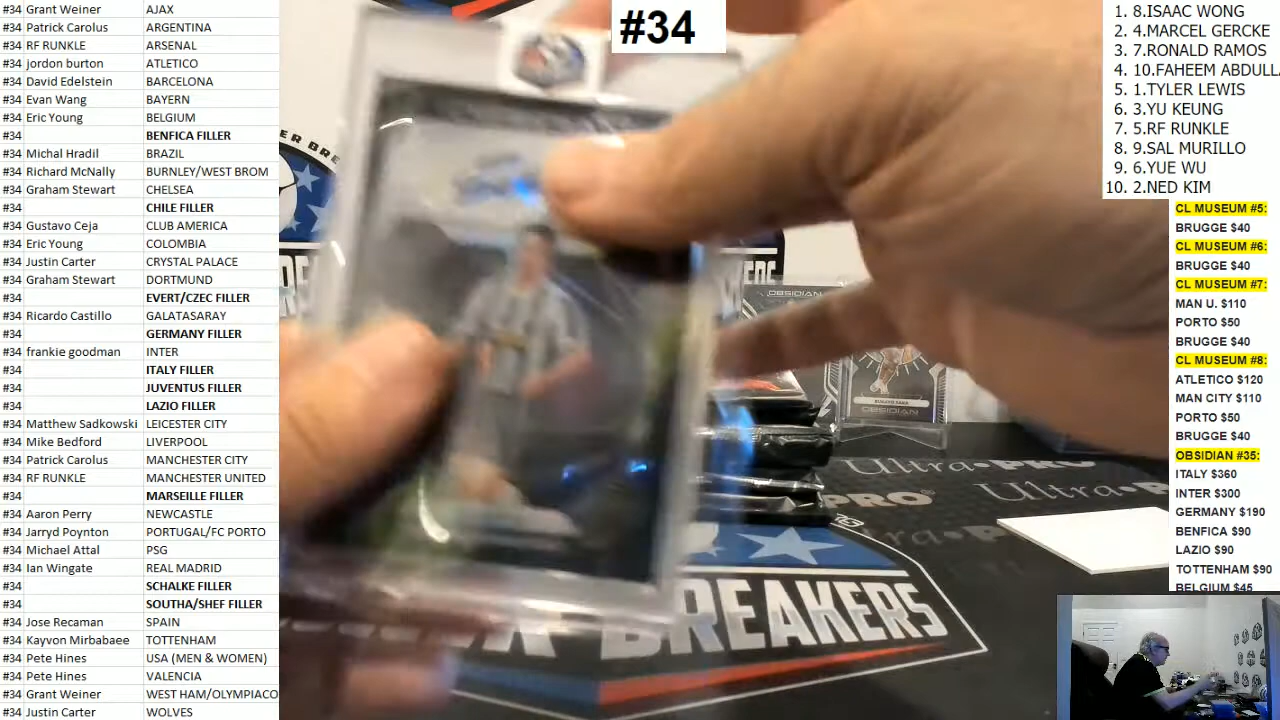 #34 Grant Weiner AJAX
#34 Patrick Carolus ARGENTINA
#34 RF RUNKLE ARSENAL
#34 jordon burton ATLETICO
#34 David Edelstein BARCELONA
#34 Evan Wang BAYERN
#34 Eric Young BELGIUM
#34 BENFICA FILLER
#34 Michal Hradil BRAZIL
#34 Richard McNally BURNLEY/WEST BROM
#34 Graham Stewart CHELSEA
#34 CHILE FILLER
#34 Gustavo Ceja CLUB AMERICA
#34 Eric Young COLOMBIA
#34 Justin Carter CRYSTAL PALACE
#34 Graham Stewart DORTMUND
#34 EVERT/CZEC FILLER
#34 Ricardo Castillo GALATASARAY
#34 GERMANY FILLER
#34 frankie goodman INTER
#34 ITALY FILLER
#34 JUVENTUS FILLER
#34 LAZIO FILLER
#34 Matthew Sadkowski LEICESTER CITY
#34 Mike Bedford LIVERPOOL
#34 Patrick Carolus MANCHESTER CITY
#34 RF RUNKLE MANCHESTER UNITED
#34 MARSEILLE FILLER
#34 Aaron Perry NEWCASTLE
#34 Jarryd Poynton PORTUGAL/FC PORTO
#34 Michael Attal PSG
#34 Ian Wingate REAL MADRID
#34 SCHALKE FILLER
#34 SOUTHA/SHEF FILLER
#34 Jose Recaman SPAIN
#34 Kayvon Mirbabaee TOTTENHAM
#34 Pete Hines USA (MEN & WOMEN)
#34 Pete Hines VALENCIA
#34 Grant Weiner WEST HAM/OLYMPIACO
#34 Justin Carter WOLVES
#34
OBSIDIAN
BUKAYO SAKA
OBSIDIAN
Ultra PRO
Ultra PRO
PRO
BREAKERS
1. 8.ISAAC WONG
2. 4.MARCEL GERCKE
3. 7.RONALD RAMOS
4. 10.FAHEEM ABDULL
5. 1.TYLER LEWIS
6. 3.YU KEUNG
7. 5.RF RUNKLE
8. 9.SAL MURILLO
9. 6.YUE WU
10. 2.NED KIM
CL MUSEUM #5:
BRUGGE $40
CL MUSEUM #6:
BRUGGE $40
CL MUSEUM #7:
MAN U. $110
PORTO $50
BRUGGE $40
CL MUSEUM #8:
ATLETICO $120
MAN CITY $110
PORTO $50
BRUGGE $40
OBSIDIAN #35:
ITALY $360
INTER $300
GERMANY $190
BENFICA $90
LAZIO $90
TOTTENHAM $90
BELGIUM $45